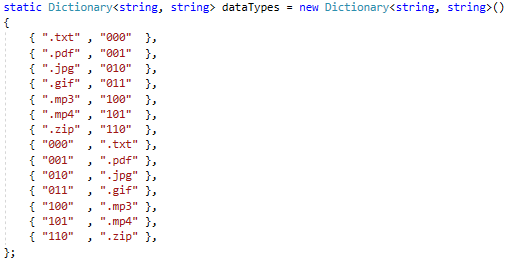 static Dictionary<string, string> dataTypes = new Dictionary<string, string>()
{
{ ".txt" , "000" },
{ ".pdf" , "001" },
{ ".jpg" , "010" },
{ ".gif" , "011" },
{ ".mp3" , "100" },
{ ".mp4" , "101" },
{ ".zip" , "110" },
{ "000" , ".txt" },
{ "001" , ".pdf" },
{ "010" , ".jpg" },
{ "011" , ".gif" },
{ "100" , ".mp3" },
{ "101" , ".mp4" },
{ "110" , ".zip" },
};